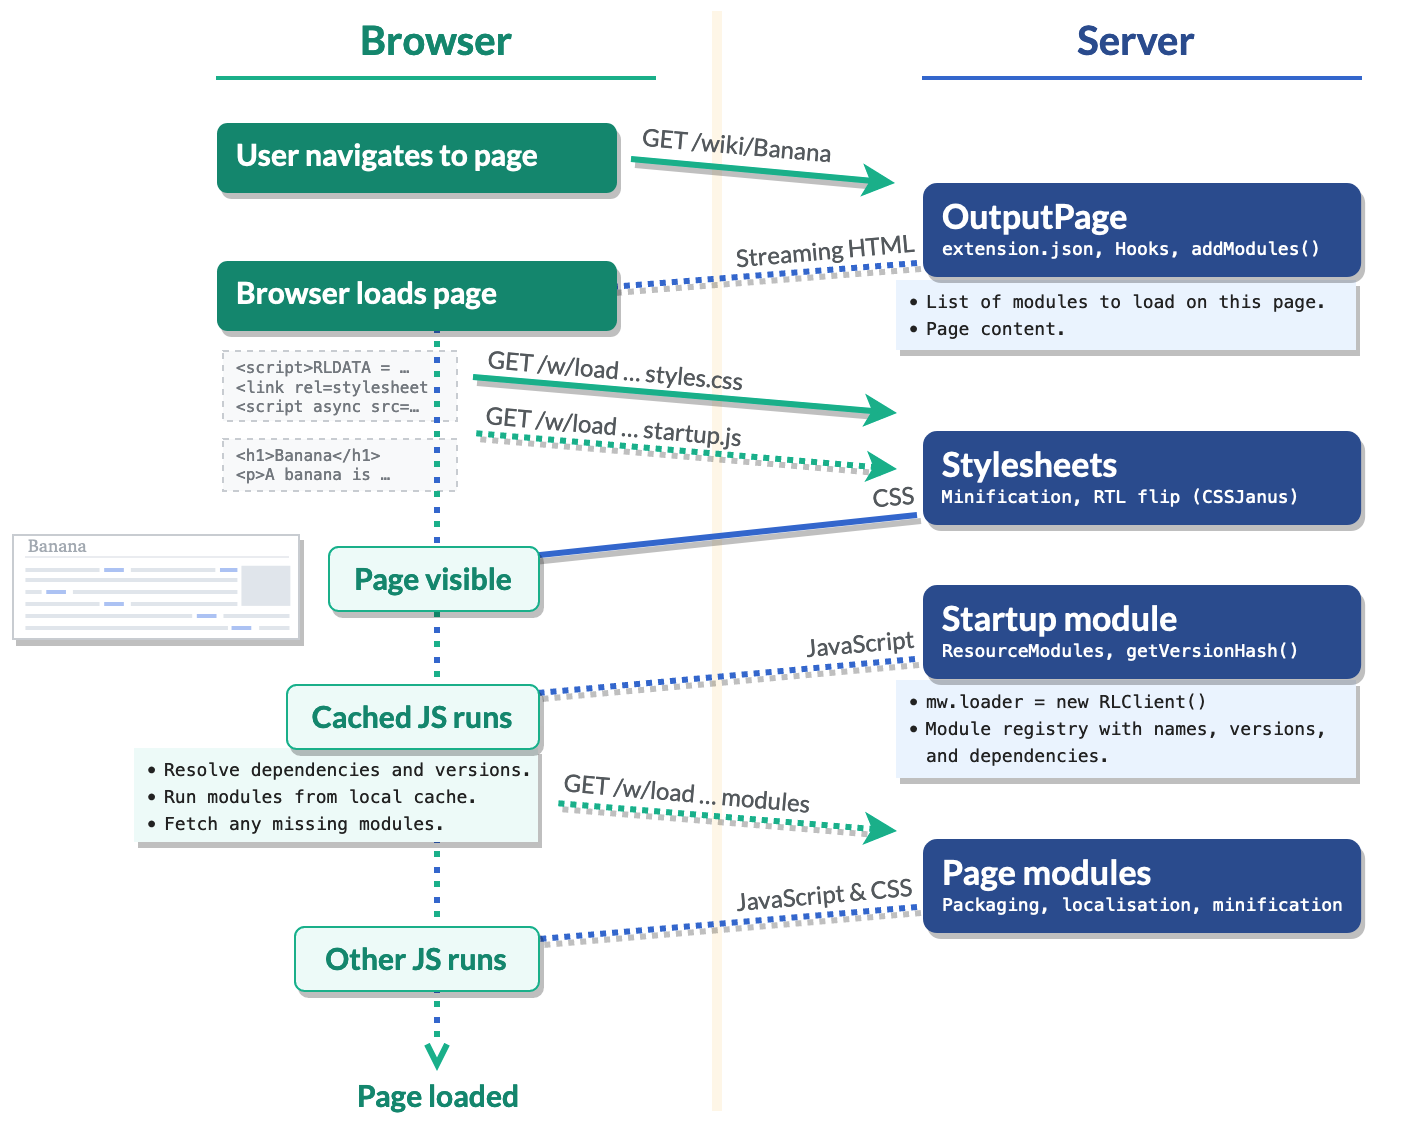 Browser
Server
User navigates to page
GET /wiki/Banana
OutputPage
extension.json, Hooks, addModules()
Streaming HTML
Browser loads page
• List of modules to load on this page.
• Page content.
<script>RLDATA = …
<link rel=stylesheet
<script async src=…
GET /w/load ... styles.css
GET /w/load ... startup.js
<h1>Banana</h1>
<p>A banana is …
Stylesheets
Minification, RTL flip (CSSJanus)
CSS
Banana
Page visible
Startup module
ResourceModules, getVersionHash()
JavaScript
• mw.loader = new RLClient()
• Module registry with names, versions,
and dependencies.
Cached JS runs
• Resolve dependencies and versions.
• Run modules from local cache.
• Fetch any missing modules.
GET /w/load ... modules
Page modules
Packaging, localisation, minification
JavaScript & CSS
Other JS runs
Page loaded